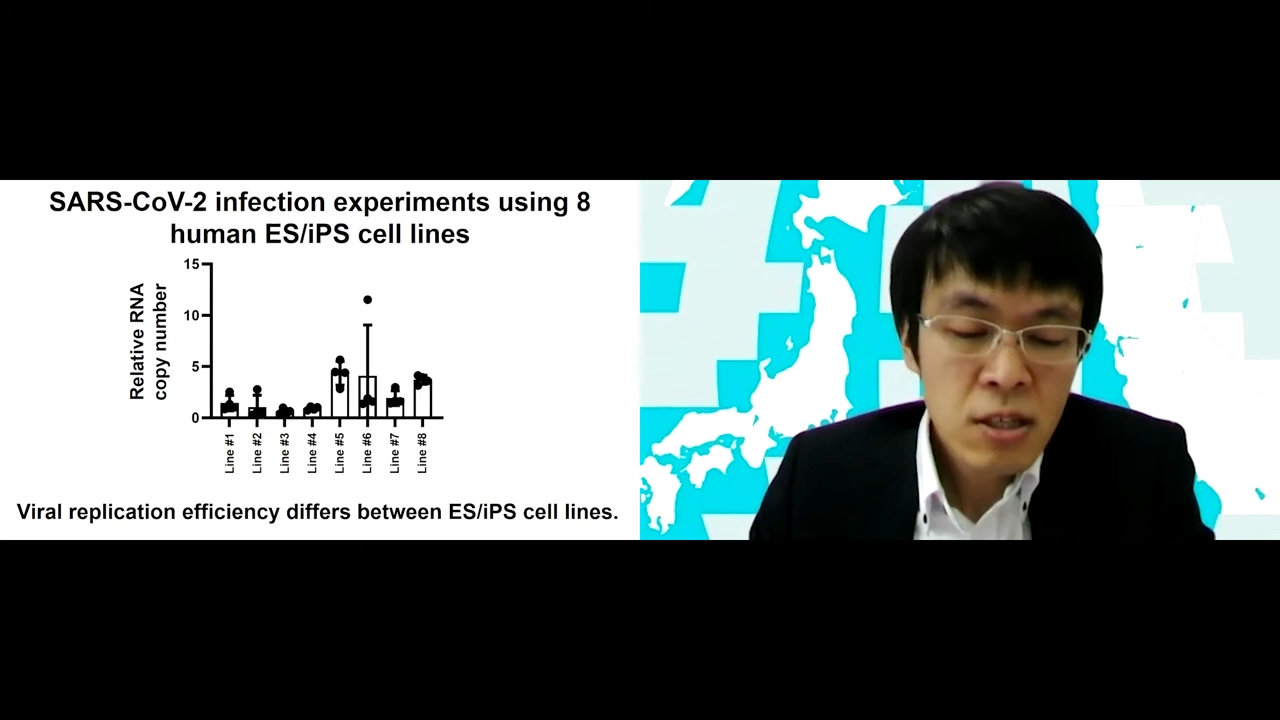 SARS-CoV-2 infection experiments using 8
human ES/iPS cell lines
Relative RNA
copy number
15
10
5
0
Line #1
Line #2
Line #3
Line #4
Line #5
Line #6
Line #7
Line #8
Viral replication efficiency differs between ES/iPS cell lines.